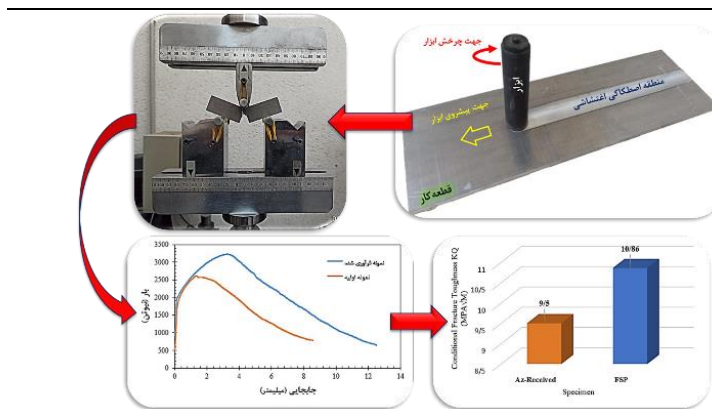 جهت چرخش ابزار
ابزار
منطقه اصطکاکی اغتشاشی
جهت پیشروی ابزار
قطعه‌کار
بار (نیوتن)
3500
3000
2500
2000
1500
1000
500
0
نمونه فرآوری شده
نمونه اولیه
0 2 4 6 8 10 12 14
جابجایی (میلیمتر)
Conditional Fracture Toughness KQ
(MPA√M)
11
10/5
10
9/5
9
8/5
9/5
10/86
Az-Received
FSP
Specimen